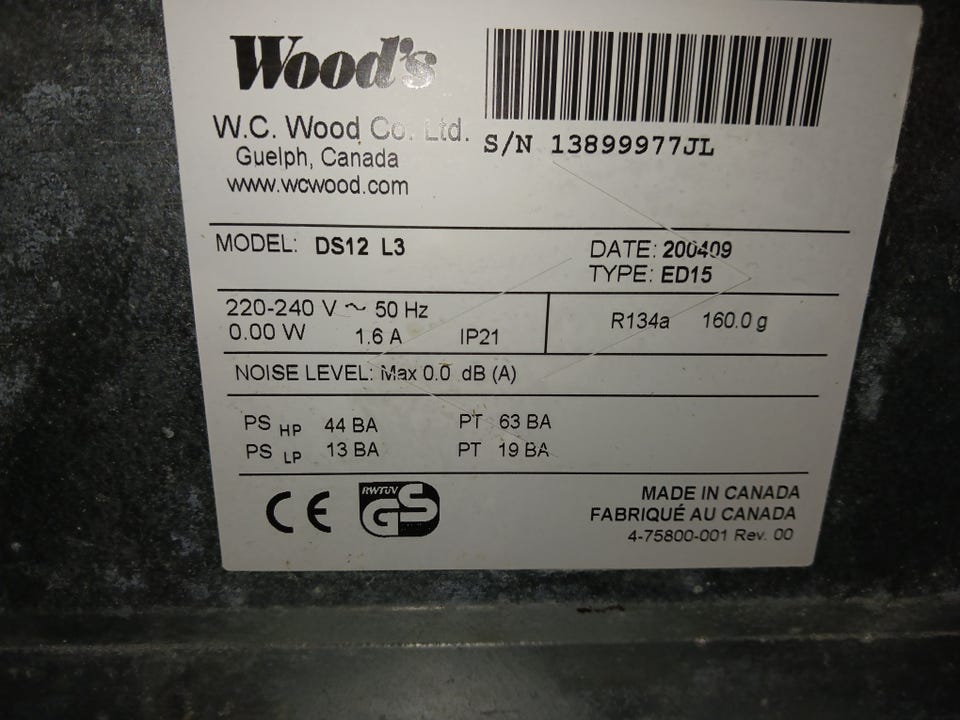 Wood's
W.C. Wood Co. Ltd.
Guelph, Canada
www.wcwood.com
S/N 13899977JL
MODEL: DS12 L3
DATE: 200409
TYPE: ED15
220-240 V ~ 50 Hz
0.00 W 1.6 A IP21
R134a 160.0 g
NOISE LEVEL: Max 0.0 dB (A)
PS HP 44 BA PT 63 BA
PS LP 13 BA PT 19 BA
CE
RWTÜV
GS
MADE IN CANADA
FABRIQUÉ AU CANADA
4-75800-001 Rev. 00